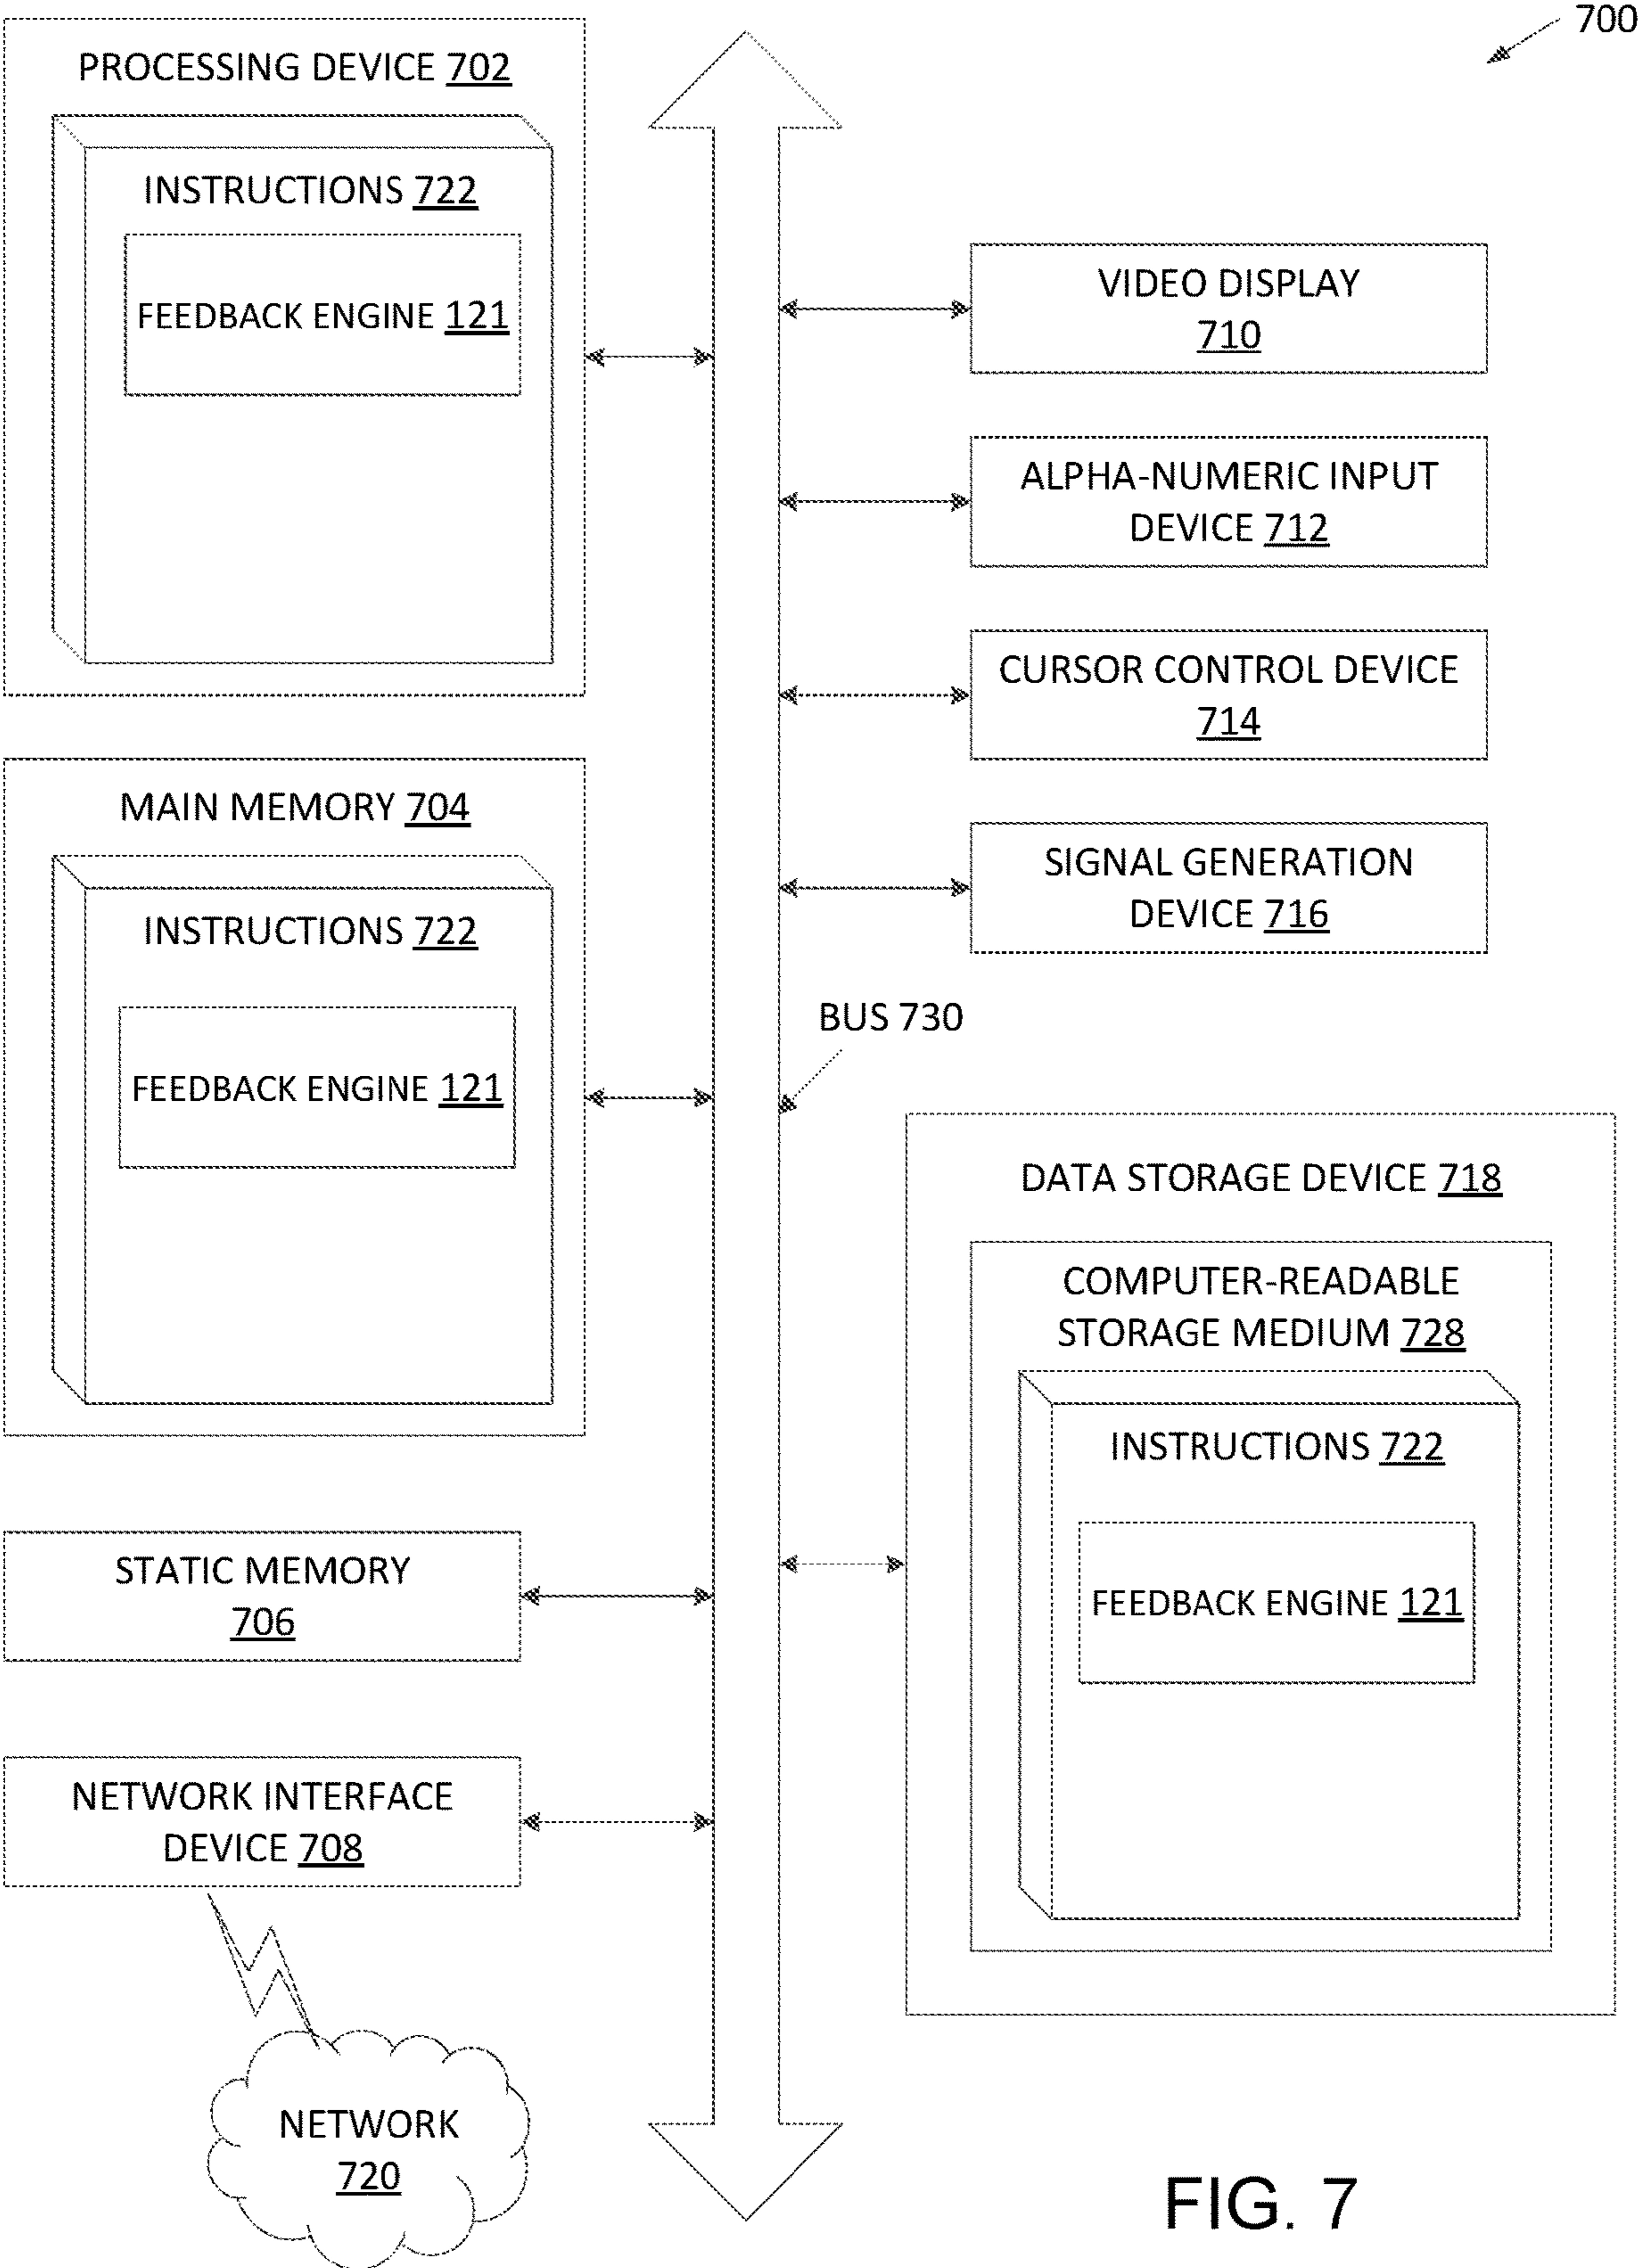 700
PROCESSING DEVICE 702
INSTRUCTIONS 722
FEEDBACK ENGINE 121
MAIN MEMORY 704
INSTRUCTIONS 722
FEEDBACK ENGINE 121
STATIC MEMORY
706
NETWORK INTERFACE
DEVICE 708
NETWORK
720
VIDEO DISPLAY
710
ALPHA-NUMERIC INPUT
DEVICE 712
CURSOR CONTROL DEVICE
714
SIGNAL GENERATION
DEVICE 716
BUS 730
DATA STORAGE DEVICE 718
COMPUTER-READABLE
STORAGE MEDIUM 728
INSTRUCTIONS 722
FEEDBACK ENGINE 121
FIG. 7